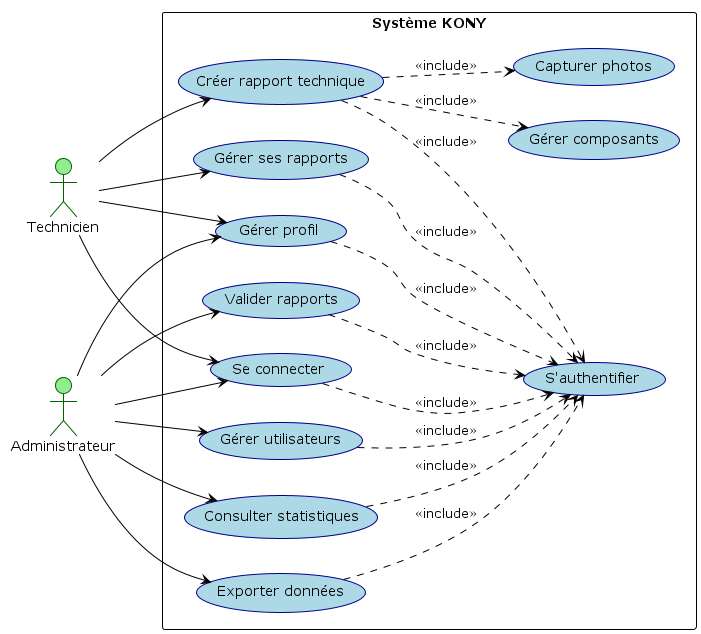 Système KONY
Créer rapport technique
«include»
Capturer photos
«include»
Gérer composants
«include»
Gérer ses rapports
Technicien
Gérer profil
«include»
«include»
Valider rapports
«include»
Se connecter
S'authentifier
«include»
Administrateur
Gérer utilisateurs
«include»
«include»
Consulter statistiques
«include»
Exporter données